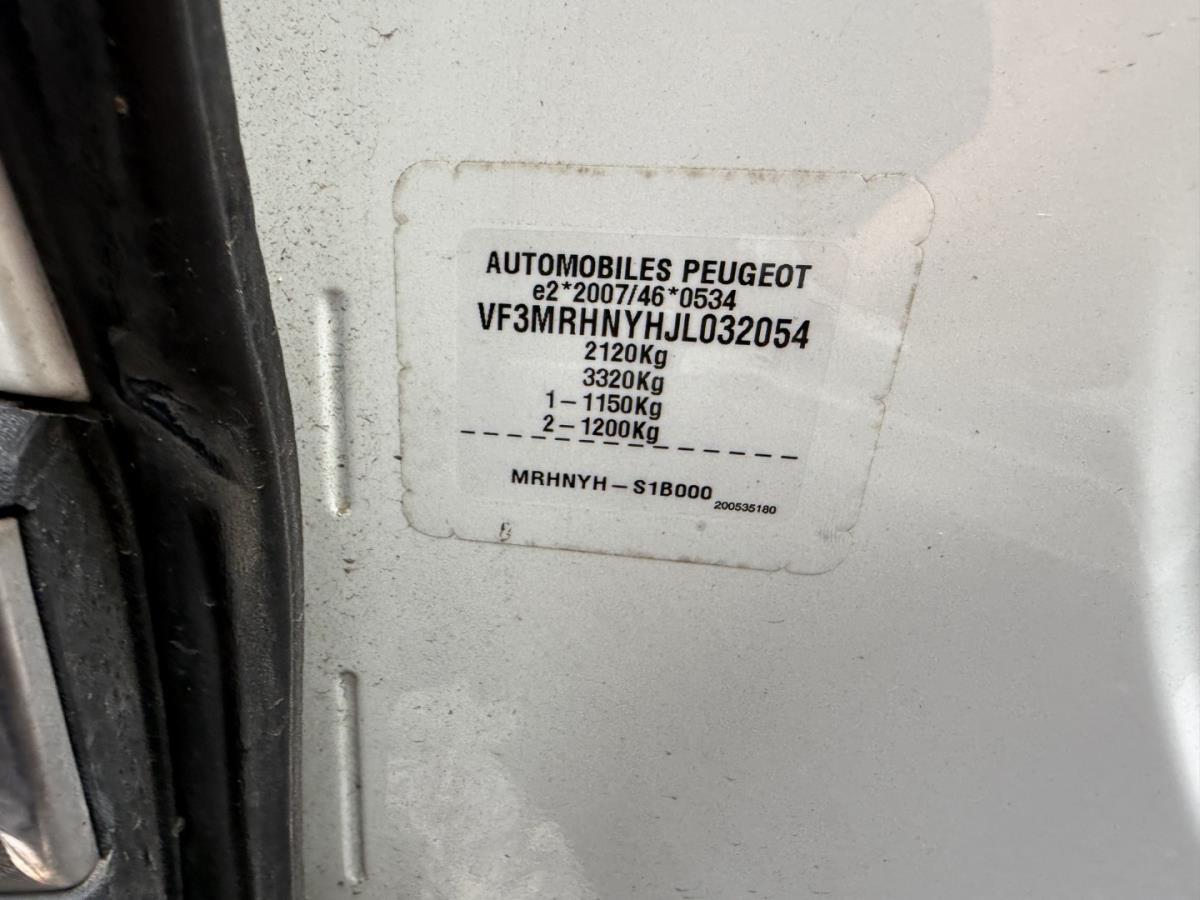 AUTOMOBILES PEUGEOT
e2*2007/46*0534
VF3MRHNYHJL032054
2120Kg
3320Kg
1-1150Kg
2-1200Kg
MRHNYH-S1B000
200535180